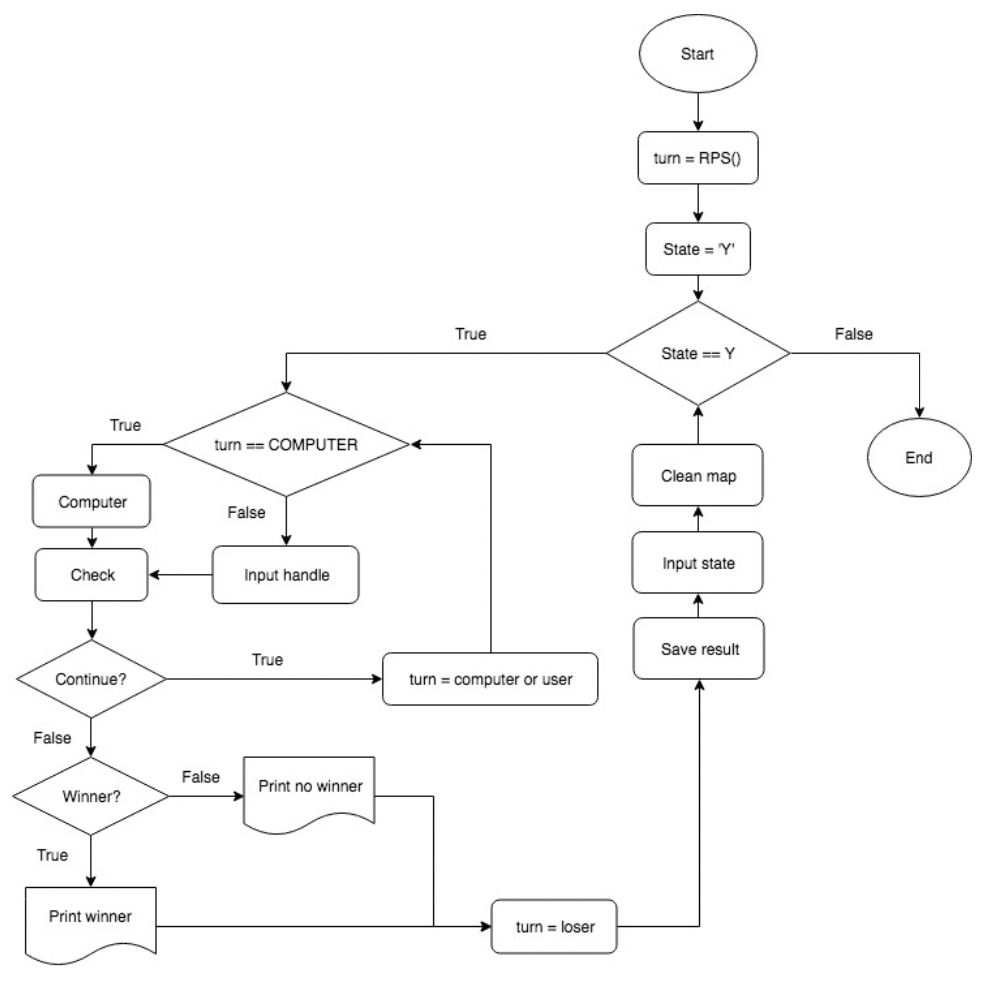 Start
turn = RPS()
State = 'Y'
State == Y
True
False
End
turn == COMPUTER
True
False
Computer
Input handle
Check
Continue?
True
turn = computer or user
False
Winner?
False
Print no winner
True
Print winner
turn = loser
Save result
Input state
Clean map